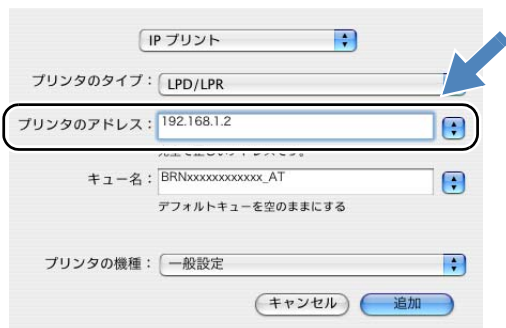 IP プリント
プリンタのタイプ： LPD/LPR
プリンタのアドレス： 192.168.1.2
キュー名： BRNxxxxxxxxxxxx_AT
デフォルトキューを空のままにする
プリンタの機種： 一般設定
キャンセル 追加